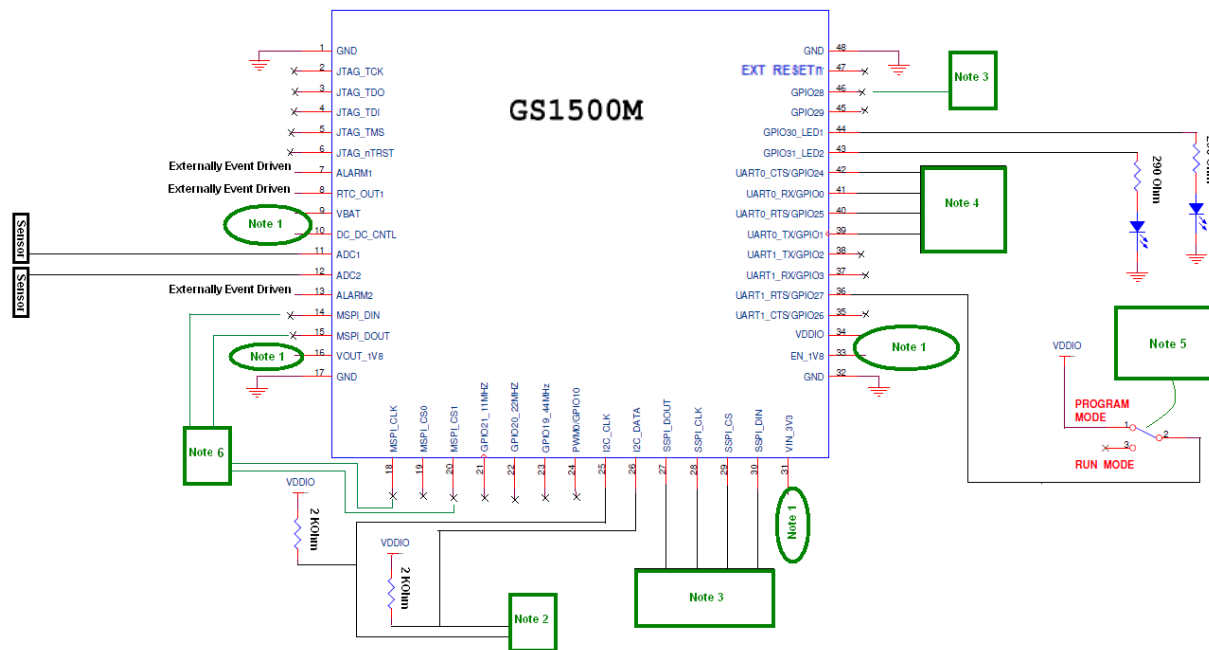 GS1500M
1 GND
2 JTAG_TCK
3 JTAG_TDO
4 JTAG_TDI
5 JTAG_TMS
6 JTAG_nTRST
Externally Event Driven 7 ALARM1
Externally Event Driven 8 RTC_OUT1
9 VBAT
Note 1
10 DC_DC_CNTL
Sensor
11 ADC1
Sensor
12 ADC2
Externally Event Driven 13 ALARM2
14 MSPI_DIN
15 MSPI_DOUT
Note 1 16 VOUT_1V8
17 GND
GND 48
EXT RESETn 47
GPIO28 46
Note 3
GPIO29 45
GPIO30_LED1 44
GPIO31_LED2 43
290 Ohm
UART0_CTS/GPIO24 42
UART0_RX/GPIO0 41
UART0_RTS/GPIO25 40
UART0_TX/GPIO1 39
Note 4
UART1_TX/GPIO2 38
UART1_RX/GPIO3 37
UART1_RTS/GPIO27 36
UART1_CTS/GPIO26 35
VDDIO 34
EN_1V8 33
Note 1
GND 32
Note 5
VDDIO
PROGRAM
MODE
1
2
3
RUN MODE
MSPI_CLK 18
MSPI_CS0 19
MSPI_CS1 20
GPIO21_11MHZ 21
GPIO20_22MHZ 22
GPIO19_44MHz 23
PWM0/GPIO10 24
I2C_CLK 25
I2C_DATA 26
SSPI_DOUT 27
SSPI_CLK 28
SSPI_CS 29
SSPI_DIN 30
VIN_3V3 31
Note 1
Note 6
VDDIO
2 KOhm
VDDIO
2 KOhm
Note 2
Note 3